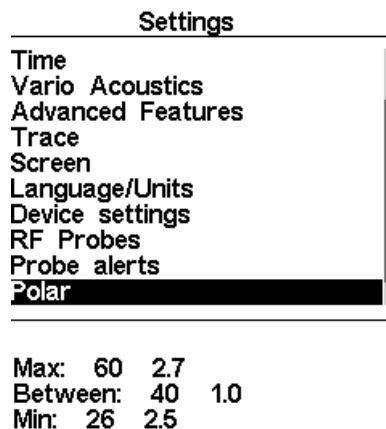 Settings
Time
Vario Acoustics
Advanced Features
Trace
Screen
Language/Units
Device settings
RF Probes
Probe alerts
Polar
Max: 60 2.7
Between: 40 1.0
Min: 26 2.5